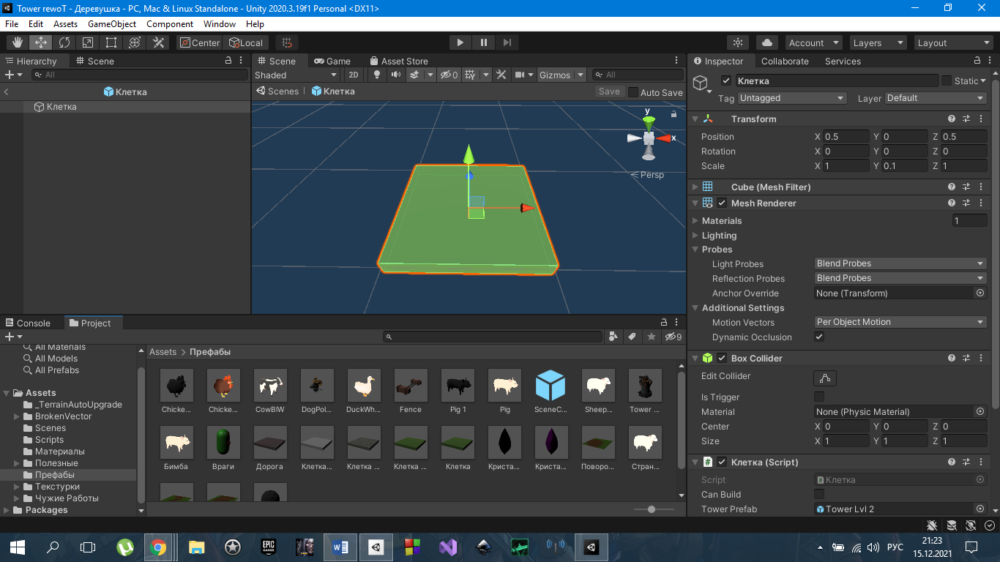 Tower rewoT - Деревушка - PC, Mac & Linux Standalone - Unity 2020.3.19f1 Personal <DX11>
File Edit Assets GameObject Component Window Help
Center Local Account Layers Layout
Hierarchy Scene
All
Клетка
Клетка
Scene Game Asset Store
Shaded 2D 0 Gizmos All
Scenes Клетка Save Auto Save
y
x
Persp
Inspector Collaborate Services
Клетка Static
Tag Untagged Layer Default
Transform
Position X 0.5 Y 0 Z 0.5
Rotation X 0 Y 0 Z 0
Scale X 1 Y 0.1 Z 1
Cube (Mesh Filter)
Mesh Renderer
Materials 1
Lighting
Probes
Light Probes Blend Probes
Reflection Probes Blend Probes
Anchor Override None (Transform)
Additional Settings
Motion Vectors Per Object Motion
Dynamic Occlusion
Box Collider
Edit Collider
Is Trigger
Material None (Physic Material)
Center X 0 Y 0 Z 0
Size X 1 Y 1 Z 1
# Клетка (Script)
Script # Клетка
Can Build
Tower Prefab Tower Lvl 2
Console Project
9
All Materials
All Models
All Prefabs
Assets
_TerrainAutoUpgrade
BrokenVector
Scenes
Scripts
Материалы
Полезные
Префабы
Текстурки
Чужие Работы
Packages
Assets > Префабы
Chicke... Chicke... CowBlW DogPol... DuckWh... Fence Pig 1 Pig SceneC... Sheep... Tower ...
Бимба Враги Дорога Клетка... Клетка ... Клетка ... Клетка Криста... Криста... Поворо... Стран...
EPIC GAMES
РУС
21:23
15.12.2021